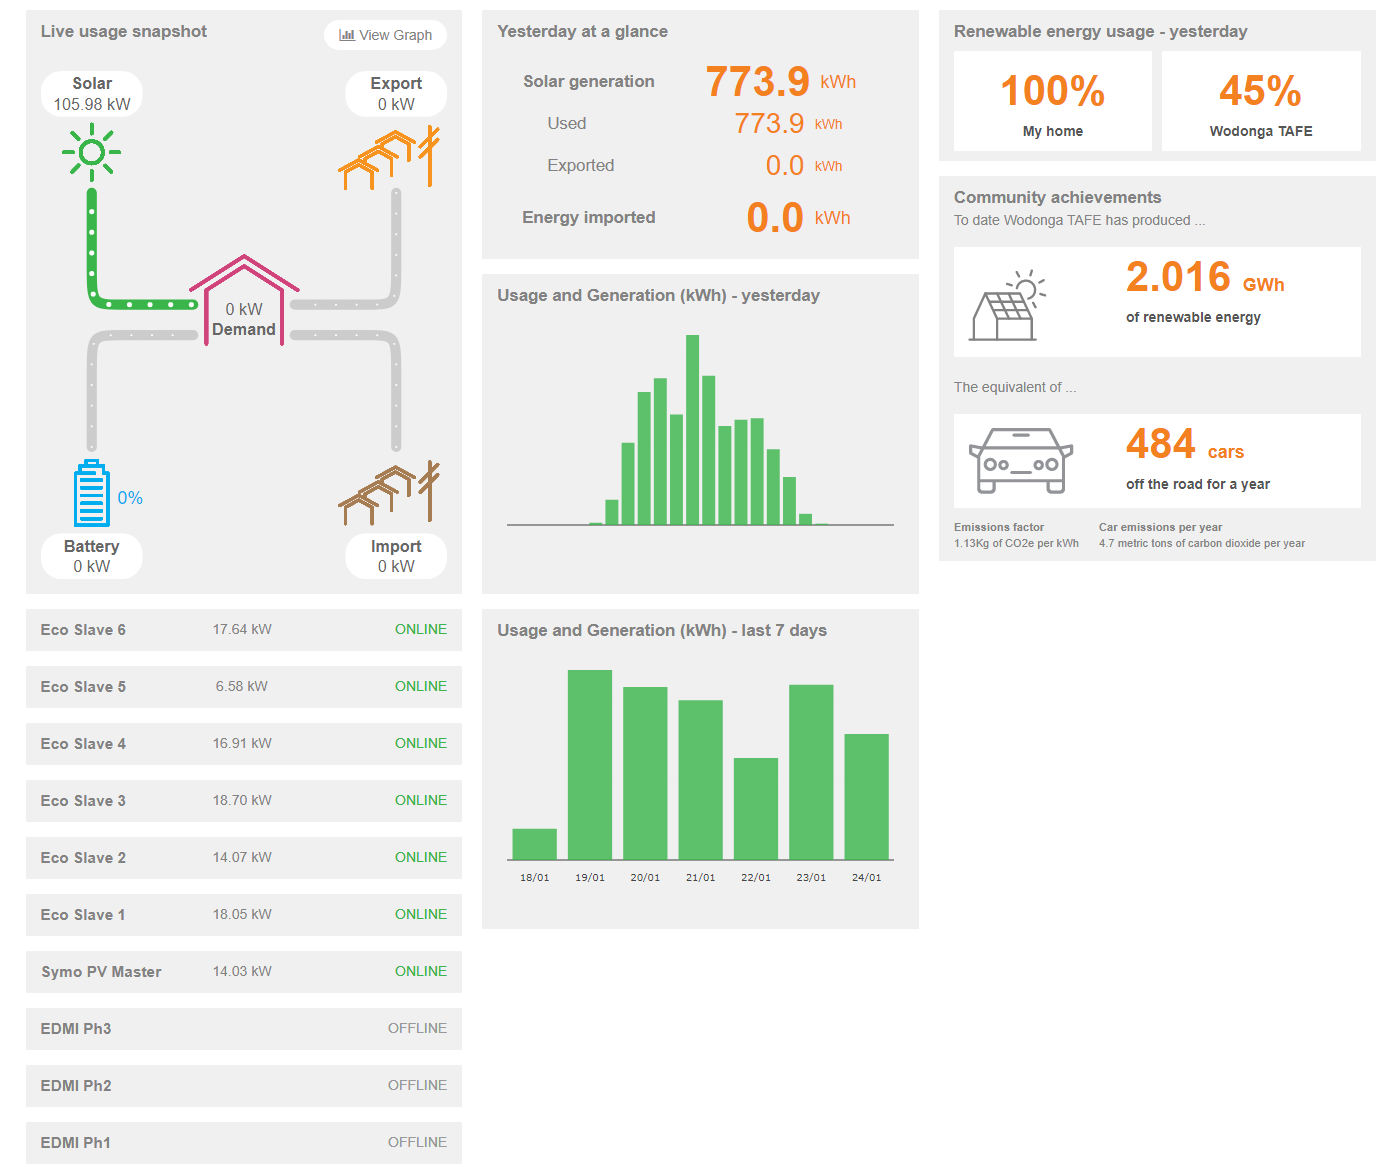 Live usage snapshot
View Graph
Solar
105.98 kW
Export
0 kW
0 kW
Demand
0%
Battery
0 kW
Import
0 kW
Eco Slave 6 17.64 kW ONLINE
Eco Slave 5 6.58 kW ONLINE
Eco Slave 4 16.91 kW ONLINE
Eco Slave 3 18.70 kW ONLINE
Eco Slave 2 14.07 kW ONLINE
Eco Slave 1 18.05 kW ONLINE
Symo PV Master 14.03 kW ONLINE
EDMI Ph3 OFFLINE
EDMI Ph2 OFFLINE
EDMI Ph1 OFFLINE
Yesterday at a glance
Solar generation 773.9 kWh
Used 773.9 kWh
Exported 0.0 kWh
Energy imported 0.0 kWh
Usage and Generation (kWh) - yesterday
Usage and Generation (kWh) - last 7 days
18/01 19/01 20/01 21/01 22/01 23/01 24/01
Renewable energy usage - yesterday
100%
My home
45%
Wodonga TAFE
Community achievements
To date Wodonga TAFE has produced ...
2.016 GWh
of renewable energy
The equivalent of ...
484 cars
off the road for a year
Emissions factor
1.13Kg of CO2e per kWh
Car emissions per year
4.7 metric tons of carbon dioxide per year